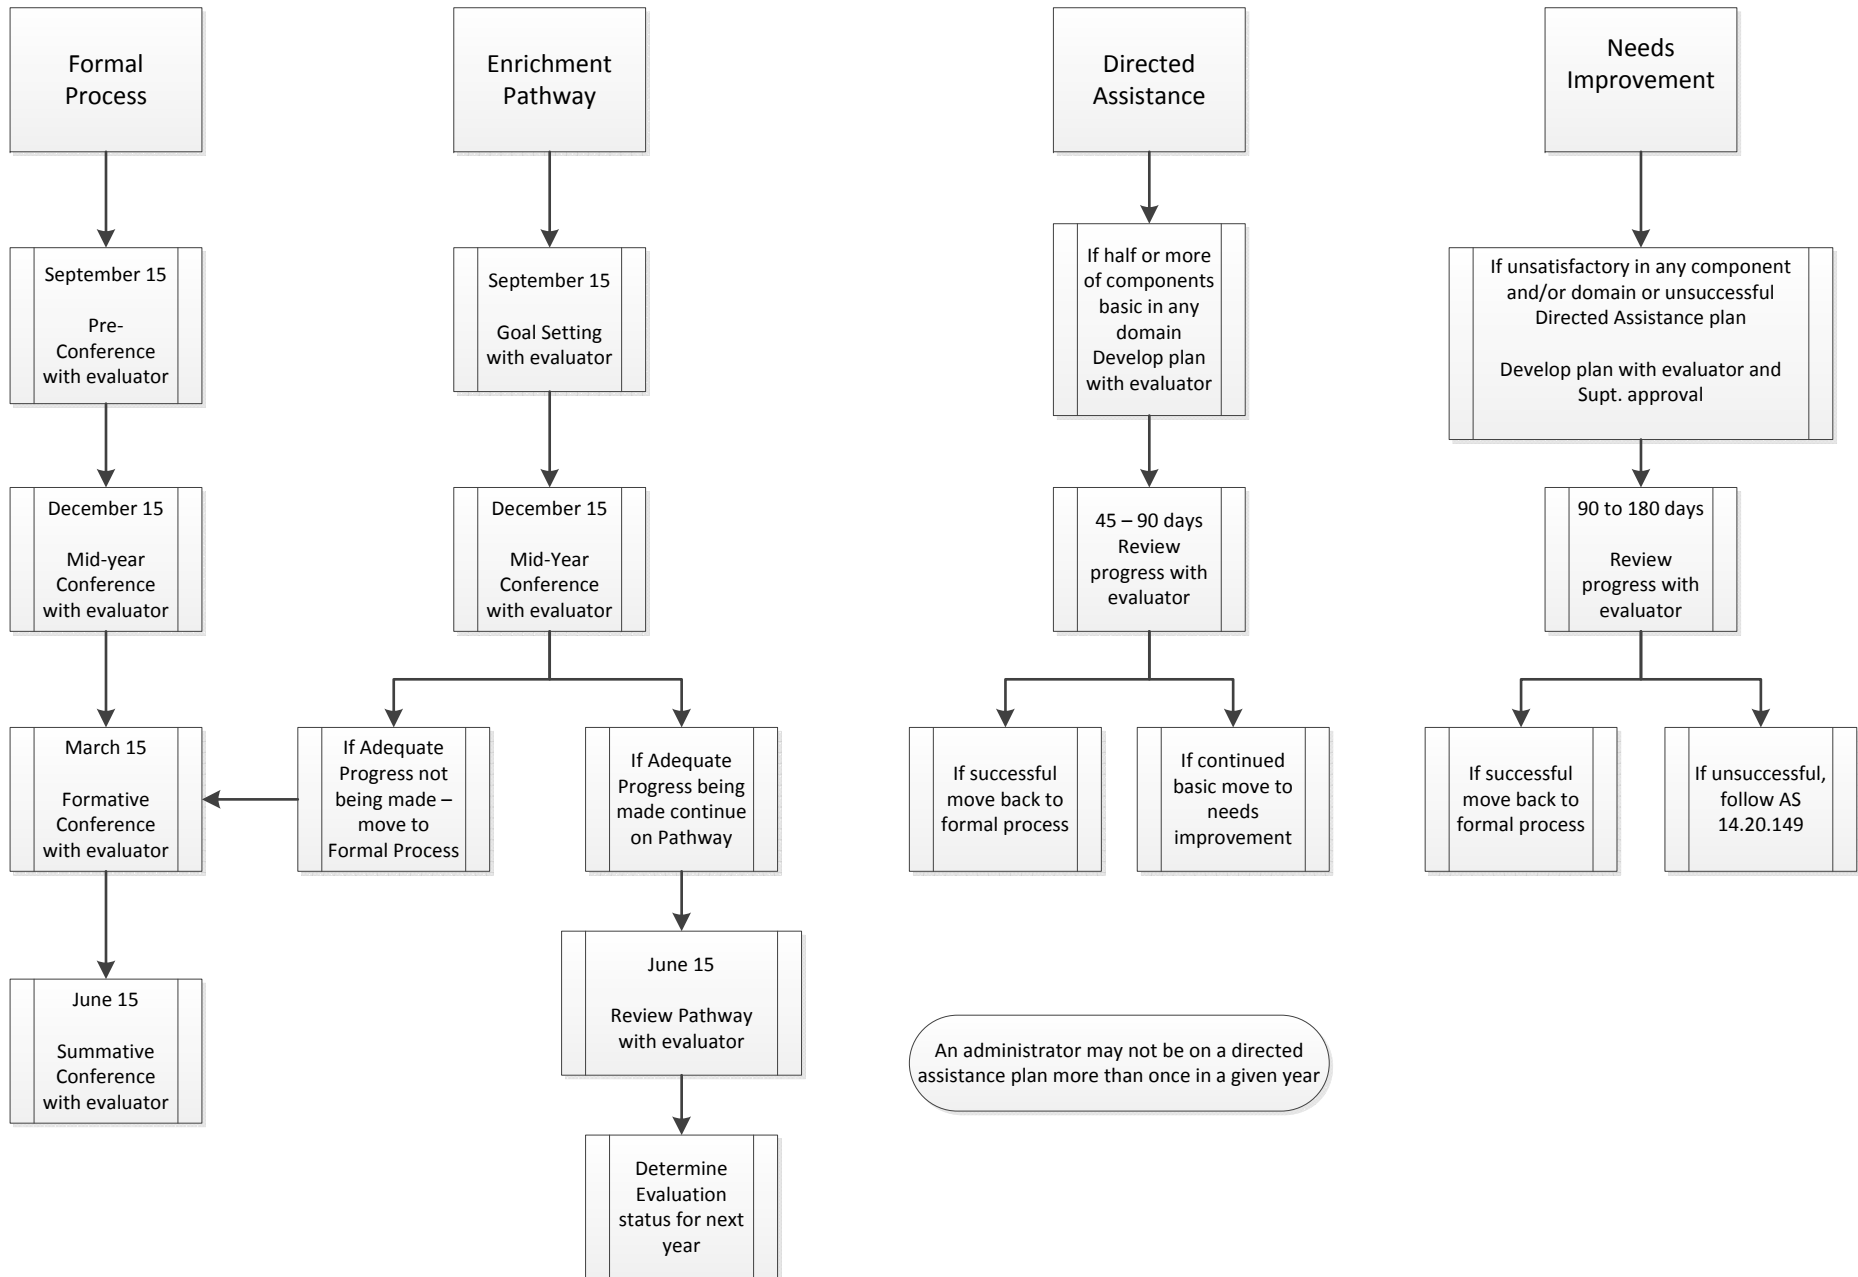 Formal
Process
Enrichment
Pathway
Directed
Assistance
Needs
Improvement
September 15
Pre-
Conference
with evaluator
September 15
Goal Setting
with evaluator
If half or more
of components
basic in any
domain
Develop plan
with evaluator
If unsatisfactory in any component
and/or domain or unsuccessful
Directed Assistance plan
Develop plan with evaluator and
Supt. approval
December 15
Mid-year
Conference
with evaluator
December 15
Mid-Year
Conference
with evaluator
45 – 90 days
Review
progress with
evaluator
90 to 180 days
Review
progress with
evaluator
March 15
Formative
Conference
with evaluator
If Adequate
Progress not
being made –
move to
Formal Process
If Adequate
Progress being
made continue
on Pathway
If successful
move back to
formal process
If continued
basic move to
needs
improvement
If successful
move back to
formal process
If unsuccessful,
follow AS
14.20.149
June 15
Summative
Conference
with evaluator
June 15
Review Pathway
with evaluator
An administrator may not be on a directed
assistance plan more than once in a given year
Determine
Evaluation
status for next
year